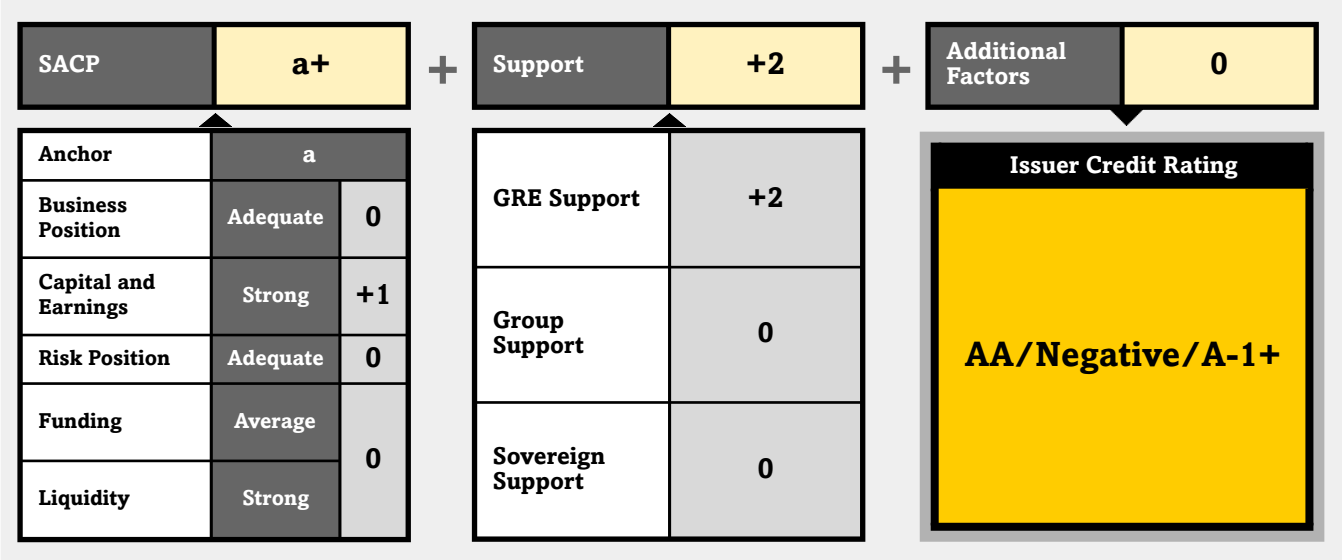 SACP
a+
+
Support
+2
+
Additional
Factors
0
Anchor
a
Business
Position
Adequate
0
Capital and
Earnings
Strong
+1
Risk Position
Adequate
0
Funding
Average
0
Liquidity
Strong
GRE Support
+2
Group
Support
0
Sovereign
Support
0
Issuer Credit Rating
AA/Negative/A-1+